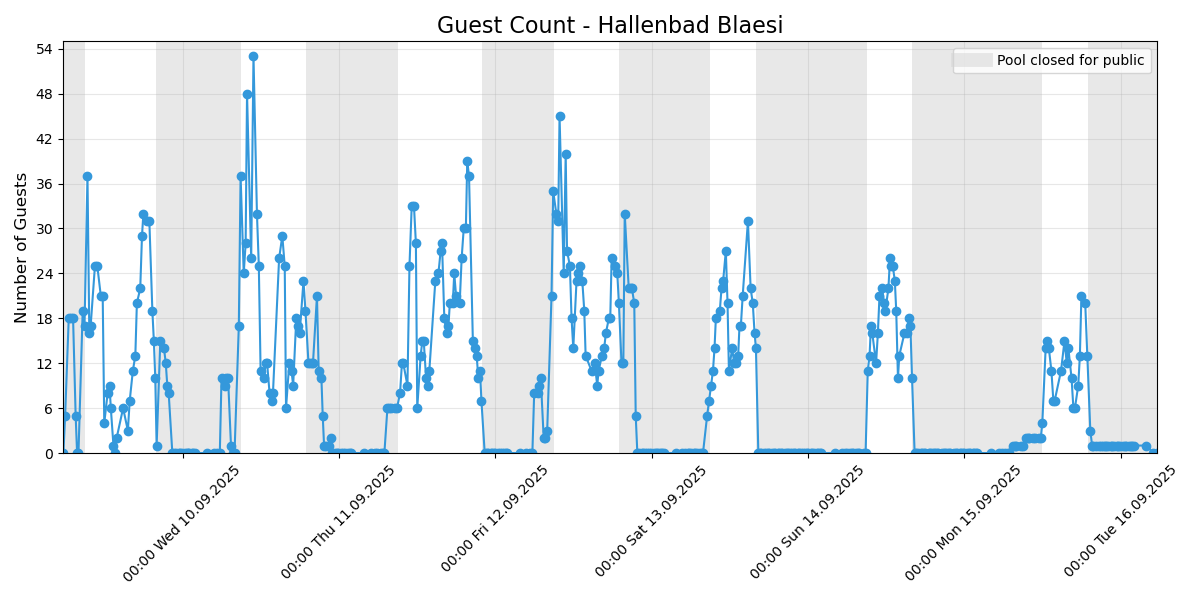 Guest Count - Hallenbad Blaesi
Pool closed for public
Number of Guests
54
48
42
36
30
24
18
12
6
0
00:00 Wed 10.09.2025
00:00 Thu 11.09.2025
00:00 Fri 12.09.2025
00:00 Sat 13.09.2025
00:00 Sun 14.09.2025
00:00 Mon 15.09.2025
00:00 Tue 16.09.2025